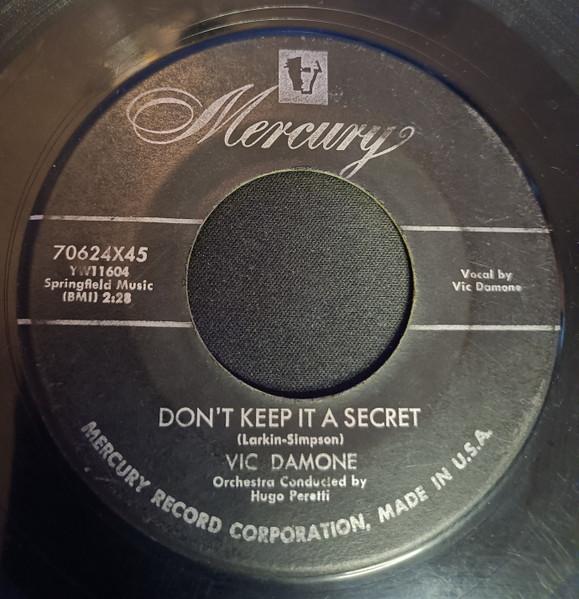 Mercury
70624X45
YW11604
Springfield Music
(BMI) 2:28
Vocal by
Vic Damone
DON'T KEEP IT A SECRET
(Larkin-Simpson)
VIC DAMONE
Orchestra Conducted by
Hugo Peretti
MERCURY RECORD CORPORATION, MADE IN U.S.A.